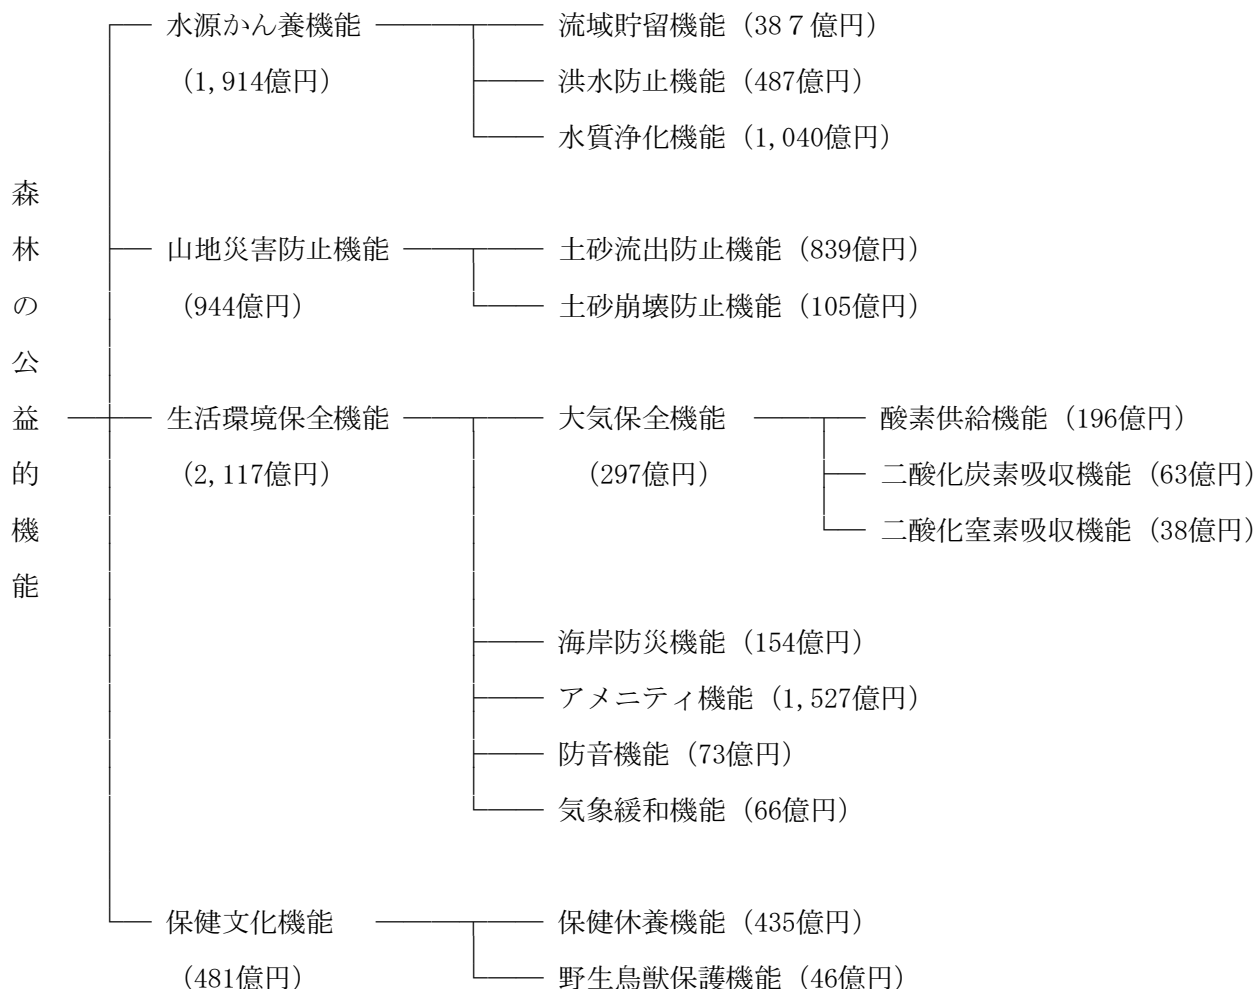 森林の公益的機能
水源かん養機能
(1,914億円)
流域貯留機能 (38７億円)
洪水防止機能 (487億円)
水質浄化機能 (1,040億円)
山地災害防止機能
(944億円)
土砂流出防止機能 (839億円)
土砂崩壊防止機能 (105億円)
生活環境保全機能
(2,117億円)
大気保全機能
(297億円)
酸素供給機能 (196億円)
二酸化炭素吸収機能 (63億円)
二酸化窒素吸収機能 (38億円)
海岸防災機能 (154億円)
アメニティ機能 (1,527億円)
防音機能 (73億円)
気象緩和機能 (66億円)
保健文化機能
(481億円)
保健休養機能 (435億円)
野生鳥獣保護機能 (46億円)